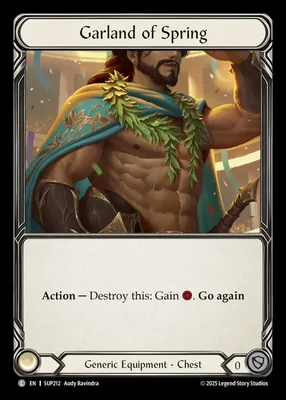 Garland of Spring
Action — Destroy this: Gain . Go again
Generic Equipment - Chest
0
C EN | SUP212 Audy Ravindra
© 2025 Legend Story Studios